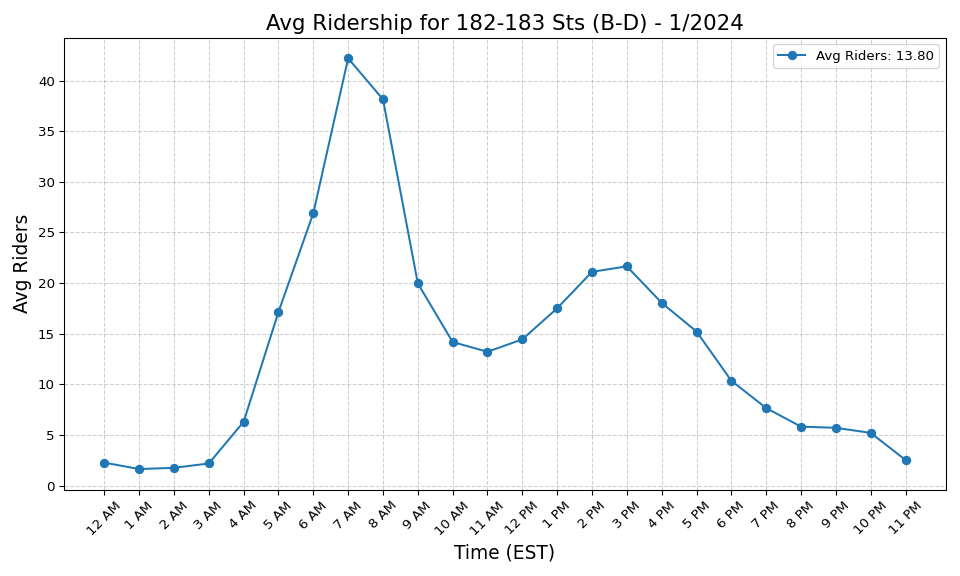 Avg Ridership for 182-183 Sts (B-D) - 1/2024
Avg Riders: 13.80
Avg Riders
40
35
30
25
20
15
10
5
0
12 AM
1 AM
2 AM
3 AM
4 AM
5 AM
6 AM
7 AM
8 AM
9 AM
10 AM
11 AM
12 PM
1 PM
2 PM
3 PM
4 PM
5 PM
6 PM
7 PM
8 PM
9 PM
10 PM
11 PM
Time (EST)